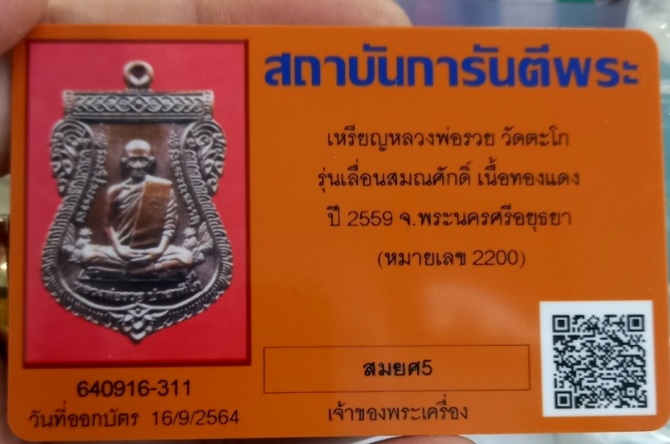 สถาบันการันตีพระ
เหรียญหลวงพ่อรวย วัดตะโก
รุ่นเลื่อนสมณศักดิ์ เนื้อทองแดง
ปี 2559 จ.พระนครศรีอยุธยา
(หมายเลข 2200)
สมยศ5
เจ้าของพระเครื่อง
640916-311
วันที่ออกบัตร 16/9/2564